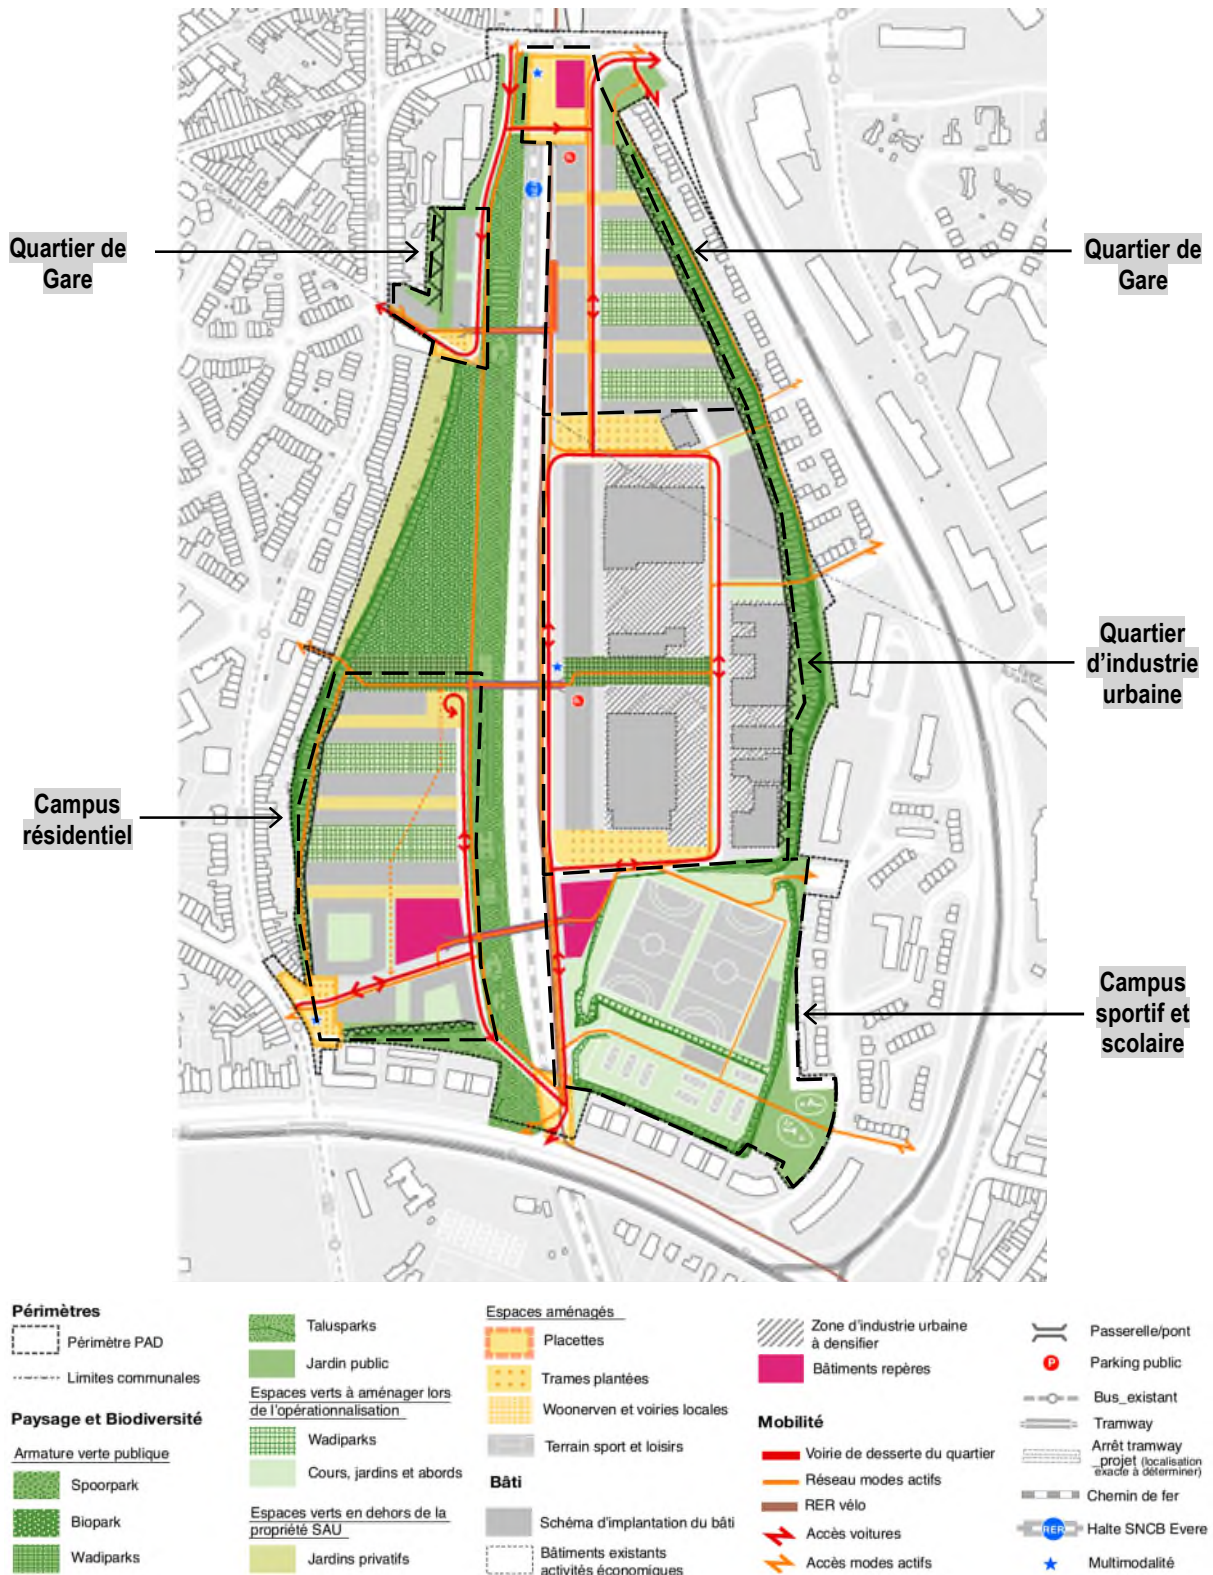 Quartier de
Gare
Quartier de
Gare
Quartier
d'industrie
urbaine
Campus
résidentiel
Campus
sportif et
scolaire
P
RER
P
Périmètres
Périmètre PAD
Limites communales
Paysage et Biodiversité
Armature verte publique
Spoorpark
Biopark
Wadiparks
Talusparks
Jardin public
Espaces verts à aménager lors
de l'opérationnalisation
Wadiparks
Cours, jardins et abords
Espaces verts en dehors de la
propriété SAU
Jardins privatifs
Espaces aménagés
Placettes
Trames plantées
Woonerven et voiries locales
Terrain sport et loisirs
Bâti
Schéma d'implantation du bâti
Bâtiments existants
activités économiques
Zone d'industrie urbaine
à densifier
Bâtiments repères
Mobilité
Voirie de desserte du quartier
Réseau modes actifs
RER vélo
Accès voitures
Accès modes actifs
Passerelle/pont
P Parking public
Bus_existant
Tramway
Arrêt tramway
_projet (localisation
exacte à déterminer)
Chemin de fer
RER Halte SNCB Evere
Multimodalité